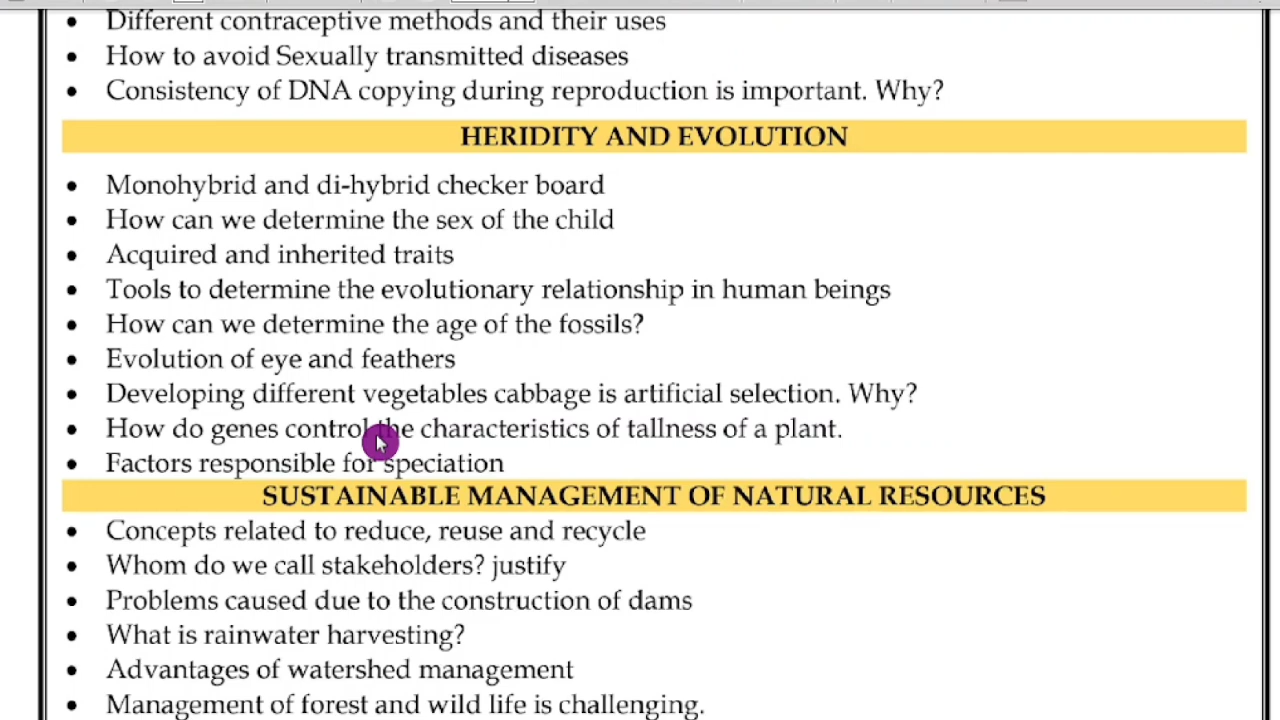 • Different contraceptive methods and their uses
• How to avoid Sexually transmitted diseases
• Consistency of DNA copying during reproduction is important. Why?
HERIDITY AND EVOLUTION
• Monohybrid and di-hybrid checker board
• How can we determine the sex of the child
• Acquired and inherited traits
• Tools to determine the evolutionary relationship in human beings
• How can we determine the age of the fossils?
• Evolution of eye and feathers
• Developing different vegetables cabbage is artificial selection. Why?
• How do genes control the characteristics of tallness of a plant.
• Factors responsible for speciation
SUSTAINABLE MANAGEMENT OF NATURAL RESOURCES
• Concepts related to reduce, reuse and recycle
• Whom do we call stakeholders? justify
• Problems caused due to the construction of dams
• What is rainwater harvesting?
• Advantages of watershed management
• Management of forest and wild life is challenging.